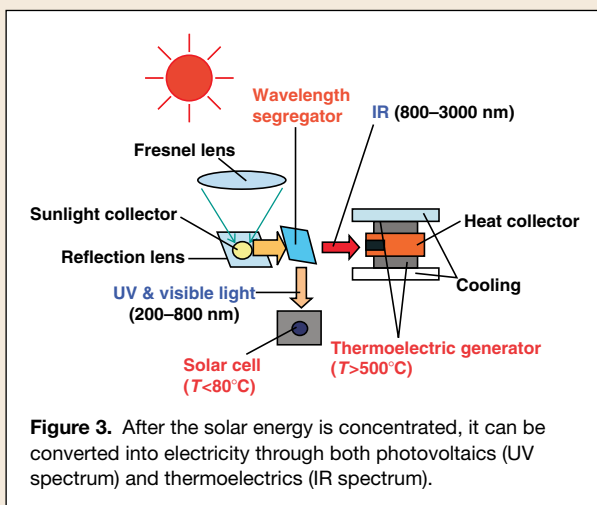 Wavelength
segregator
IR (800–3000 nm)
Fresnel lens
Sunlight collector
Heat collector
Reflection lens
Cooling
UV & visible light
(200–800 nm)
Solar cell
(T<80°C)
Thermoelectric generator
(T>500°C)
Figure 3. After the solar energy is concentrated, it can be
converted into electricity through both photovoltaics (UV
spectrum) and thermoelectrics (IR spectrum).